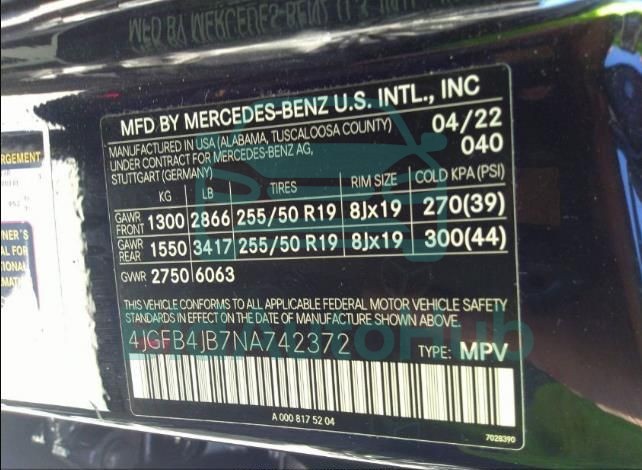 MFD BY MERCEDES-BENZ U.S. INTL., INC
MANUFACTURED IN USA (ALABAMA, TUSCALOOSA COUNTY) 04/22
UNDER CONTRACT FOR MERCEDES-BENZ AG, 040
STUTTGART (GERMANY)
KG LB TIRES RIM SIZE COLD KPA (PSI)
GAWR FRONT 1300 2866 255/50 R19 8Jx19 270(39)
GAWR REAR 1550 3417 255/50 R19 8Jx19 300(44)
GVWR 2750 6063
THIS VEHICLE CONFORMS TO ALL APPLICABLE FEDERAL MOTOR VEHICLE SAFETY
STANDARDS IN EFFECT ON THE DATE OF MANUFACTURE SHOWN ABOVE.
4JGFB4JB7NA742372 TYPE: MPV
A 000 817 52 04
7028390